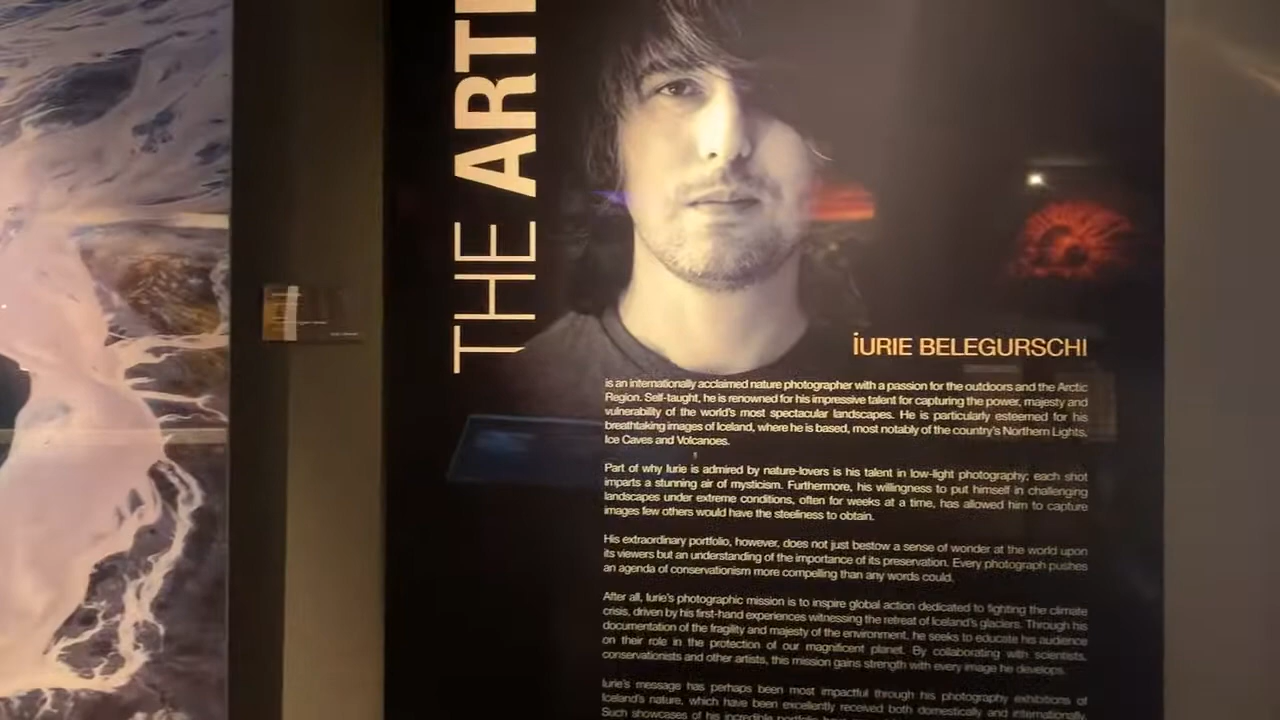 THE ARTI
iURIE BELEGURSCHI
is an internationally acclaimed nature photographer with a passion for the outdoors and the Arctic
Region. Self-taught, he is renowned for his impressive talent for capturing the power, majesty and
vulnerability of the world's most spectacular landscapes. He is particularly esteemed for his
breathtaking images of Iceland, where he is based, most notably of the country's Northern Lights,
Ice Caves and Volcanoes.
Part of why Iurie is admired by nature-lovers is his talent in low-light photography; each shot
imparts a stunning air of mysticism. Furthermore, his willingness to put himself in challenging
landscapes under extreme conditions, often for weeks at a time, has allowed him to capture
images few others would have the steeliness to obtain.
His extraordinary portfolio, however, does not just bestow a sense of wonder at the world upon
its viewers but an understanding of the importance of its preservation. Every photograph pushes
an agenda of conservationism more compelling than any words could.
After all, Iurie's photographic mission is to inspire global action dedicated to fighting the climate
crisis, driven by his first-hand experiences witnessing the retreat of Iceland's glaciers. Through his
documentation of the fragility and majesty of the environment, he seeks to educate his audience
on their role in the protection of our magnificent planet. By collaborating with scientists,
conservationists and other artists, this mission gains strength with every image he develops.
Iurie's message has perhaps been most impactful through his photography exhibitions of
Iceland's nature, which have been excellently received both domestically and internationally.
Such showcases of his incredible portfolio have